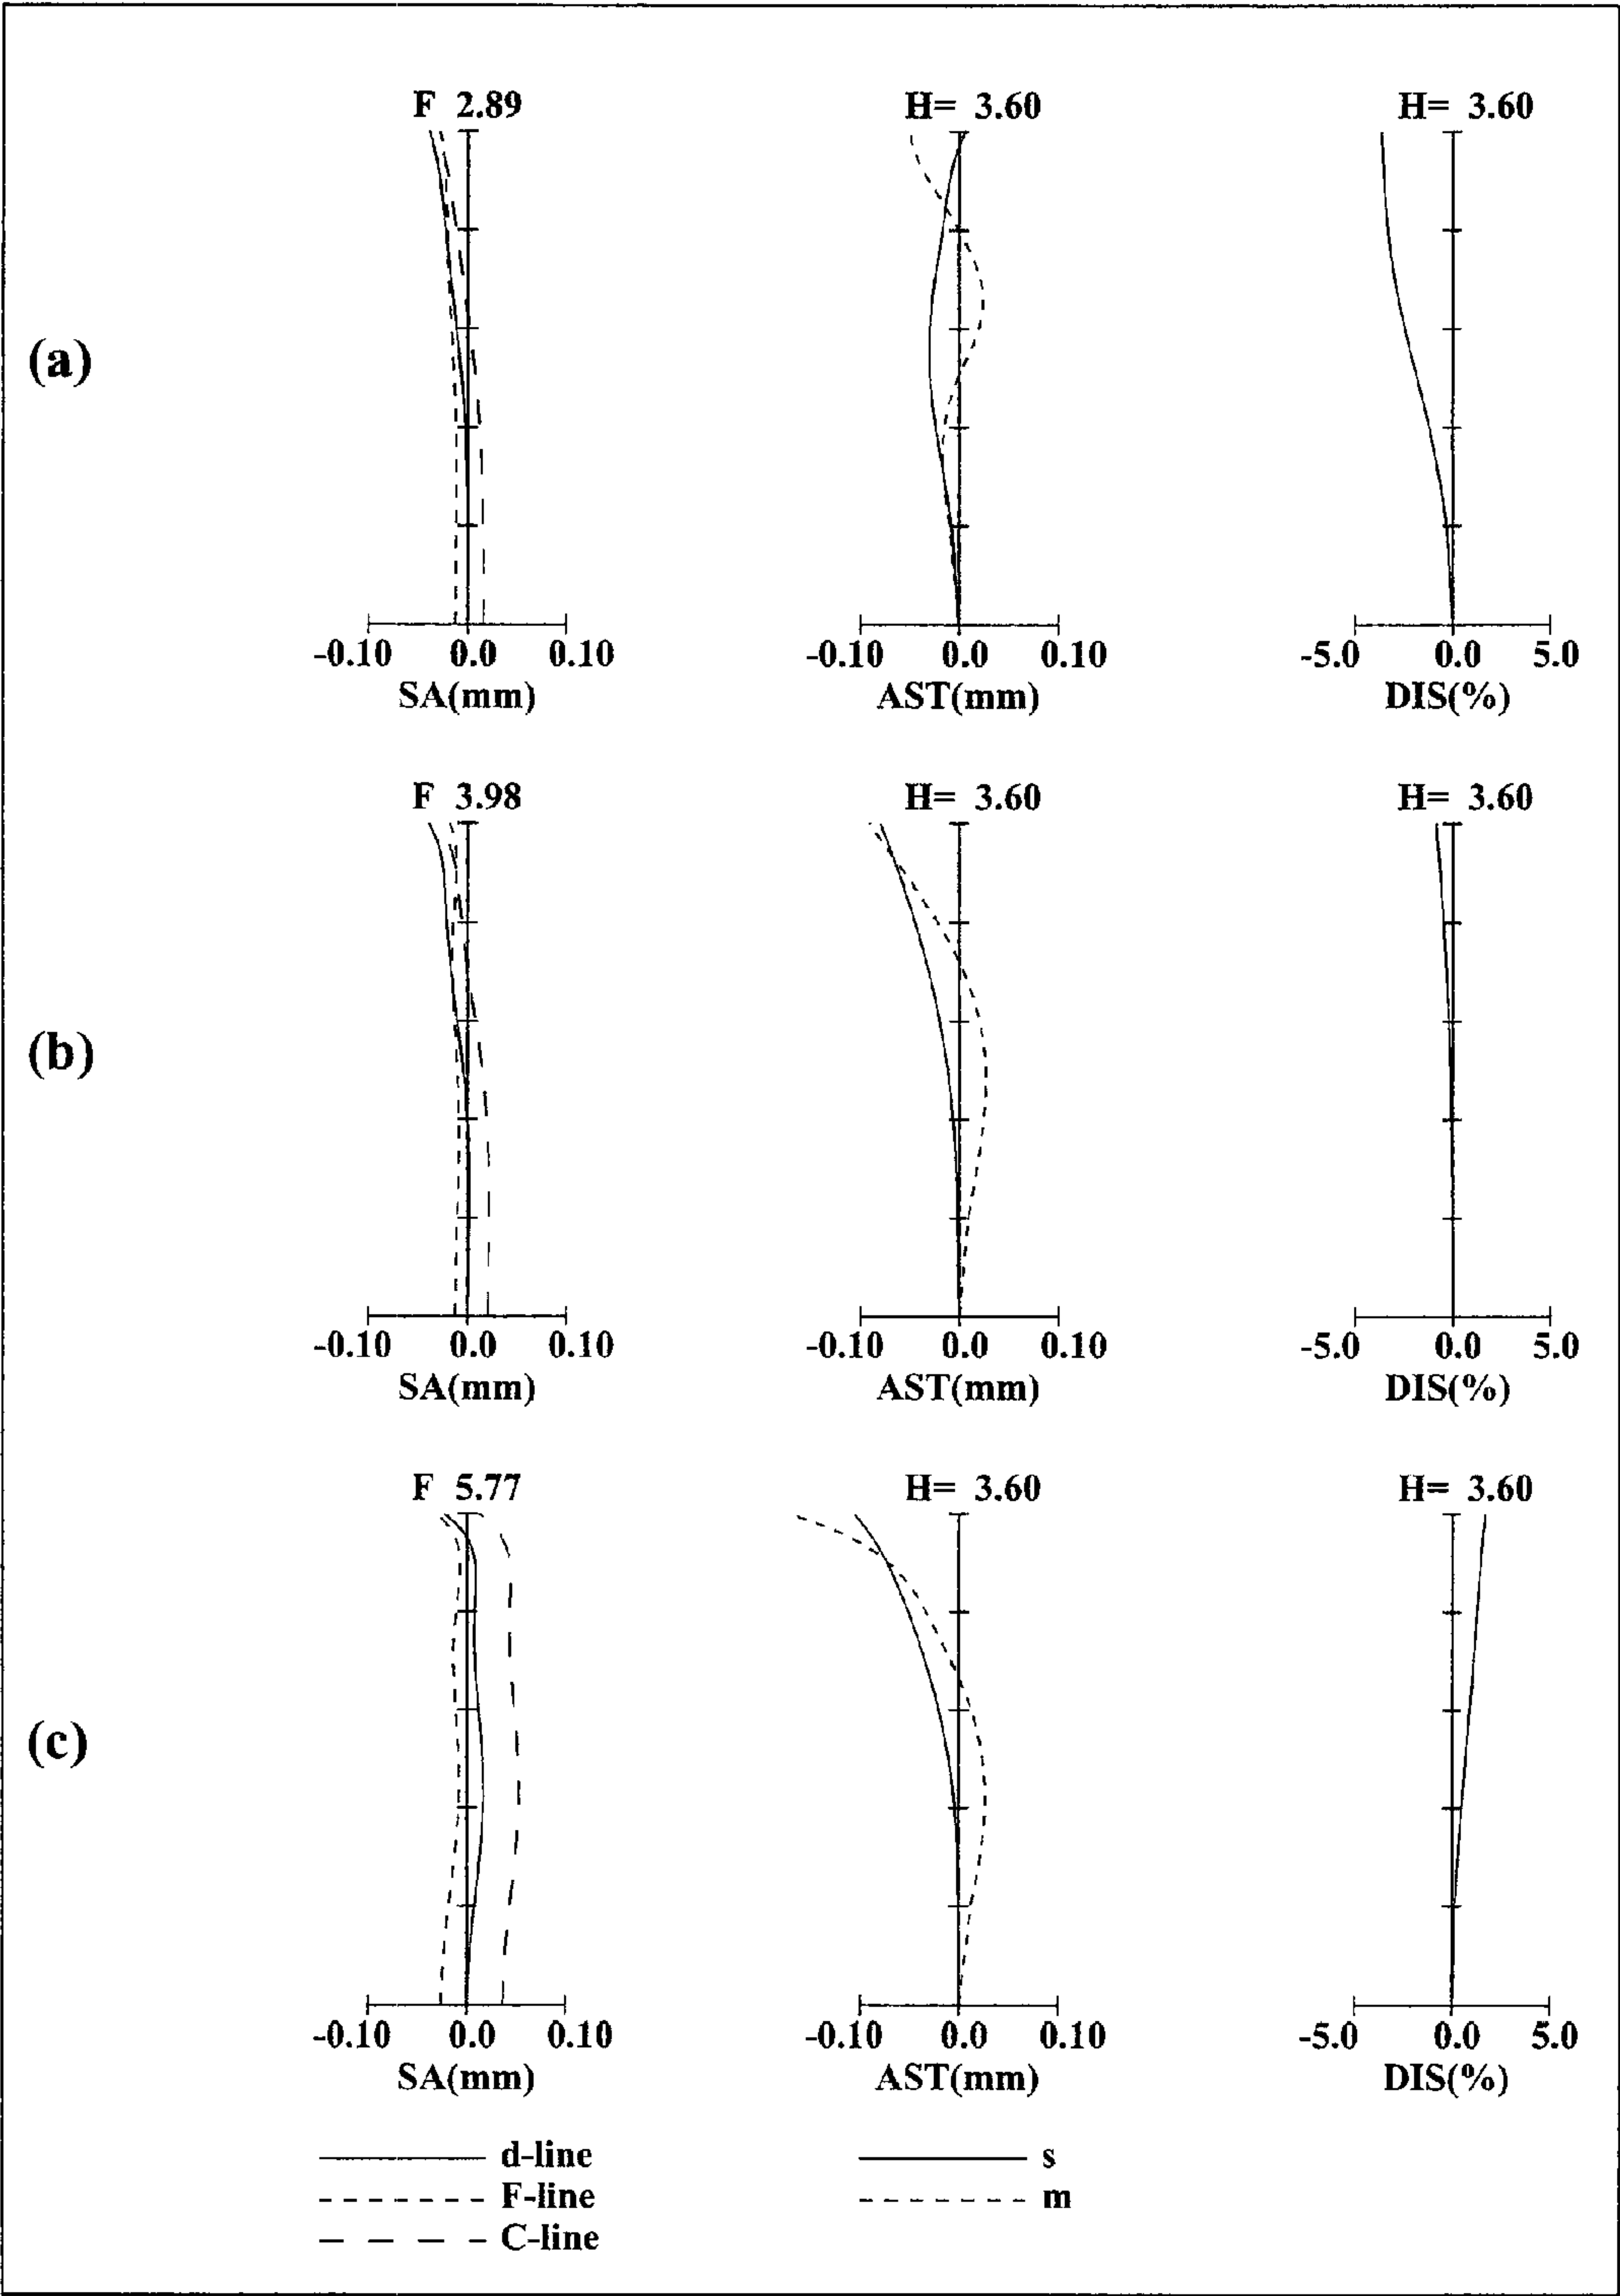 F 2.89 H= 3.60 H= 3.60
(a)
-0.10 0.0 0.10 -0.10 0.0 0.10 -5.0 0.0 5.0
SA(mm) AST(mm) DIS(%)
F 3.98 H= 3.60 H= 3.60
(b)
-0.10 0.0 0.10 -0.10 0.0 0.10 -5.0 0.0 5.0
SA(mm) AST(mm) DIS(%)
F 5.77 H= 3.60 H= 3.60
(c)
-0.10 0.0 0.10 -0.10 0.0 0.10 -5.0 0.0 5.0
SA(mm) AST(mm) DIS(%)
d-line s
F-line m
C-line